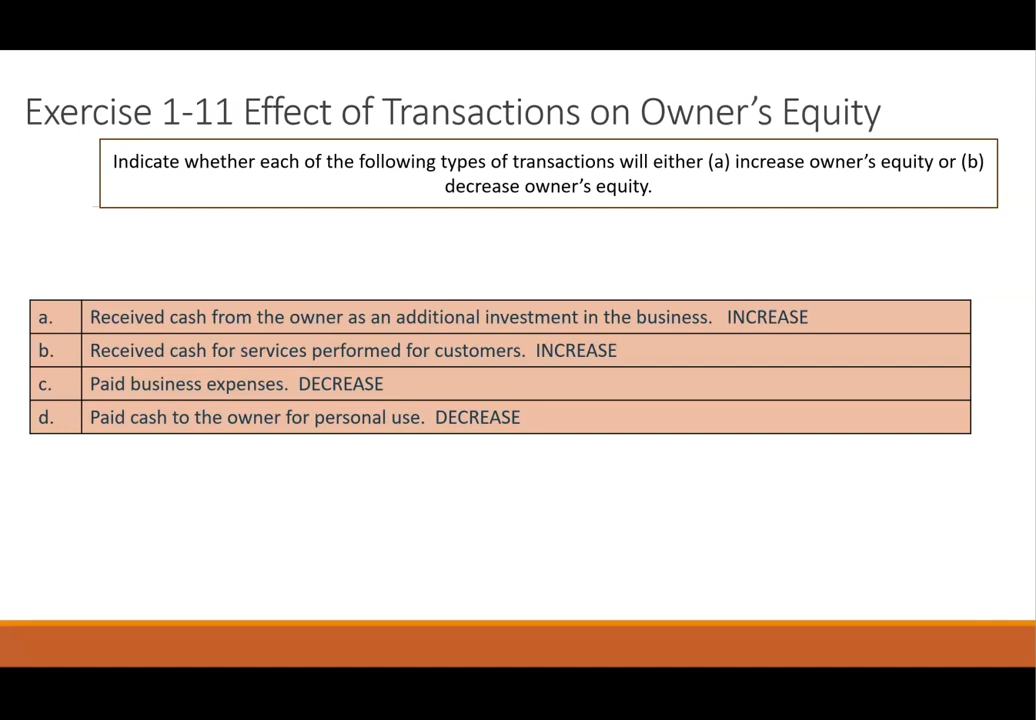 Exercise 1-11 Effect of Transactions on Owner’s Equity
Indicate whether each of the following types of transactions will either (a) increase owner’s equity or (b)
decrease owner’s equity.
a. Received cash from the owner as an additional investment in the business. INCREASE
b. Received cash for services performed for customers. INCREASE
c. Paid business expenses. DECREASE
d. Paid cash to the owner for personal use. DECREASE